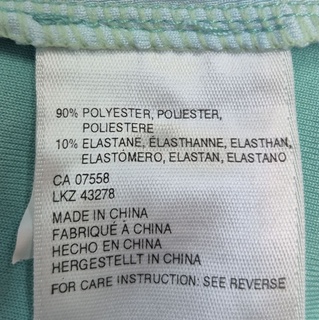 90% POLYESTER, POLIESTER,
POLIESTERE
10% ELASTANE, ÉLASTHANNE, ELASTHAN,
ELASTÓMERO, ELASTAN, ELASTANO
CA 07558
LKZ 43278
MADE IN CHINA
FABRIQUÉ À CHINA
HECHO EN CHINA
HERGESTELLT IN CHINA
FOR CARE INSTRUCTION: SEE REVERSE